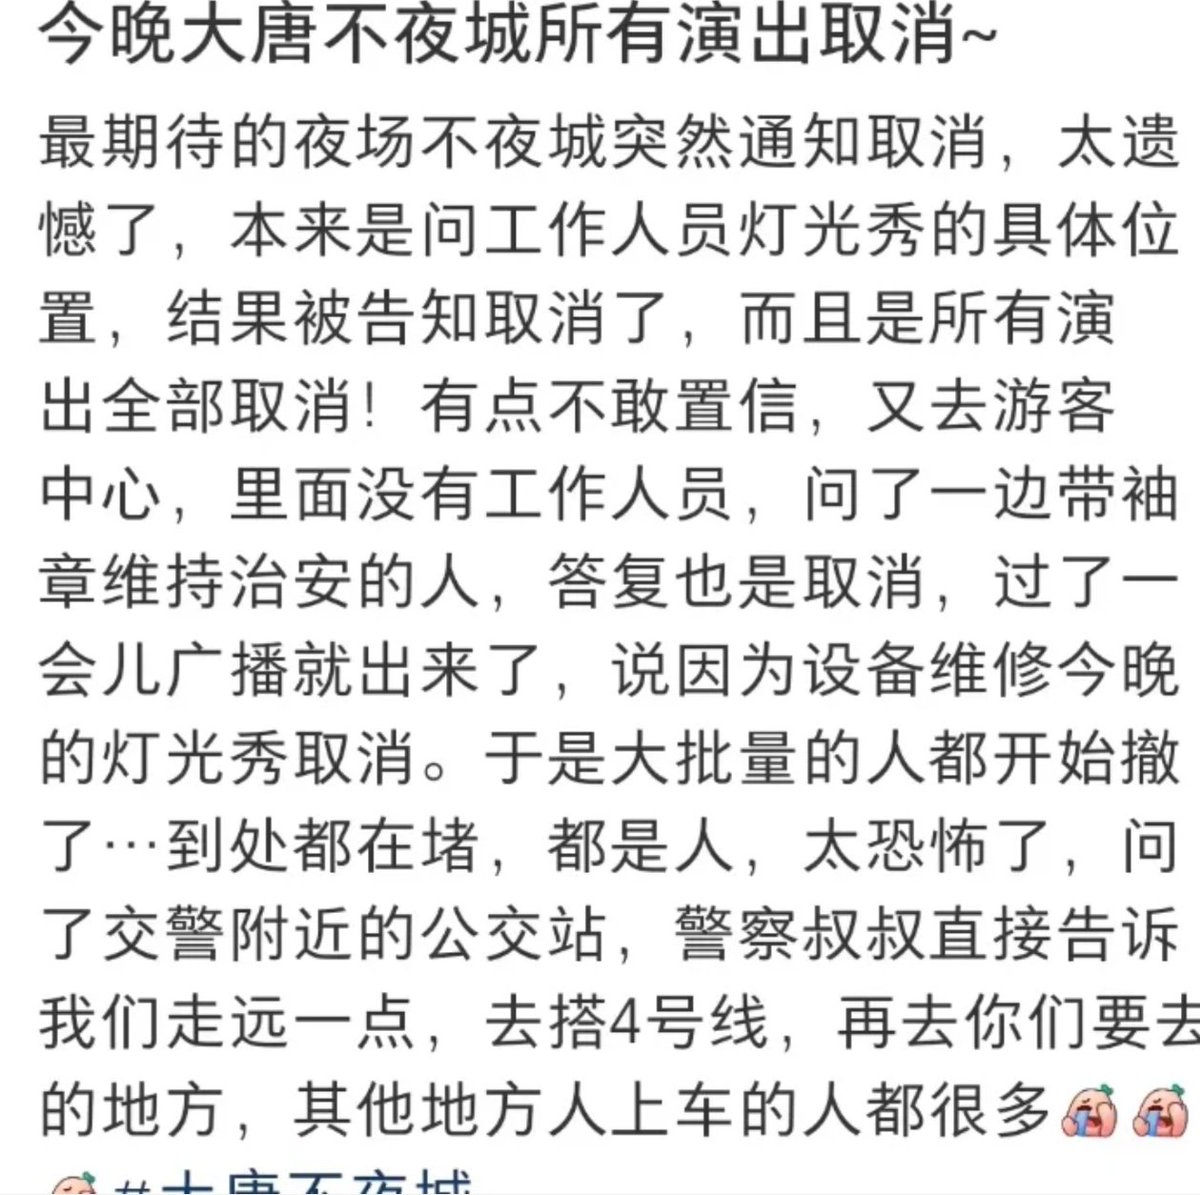 今晚大唐不夜城所有演出取消~
最期待的夜场不夜城突然通知取消，太遗
憾了，本来是问工作人员灯光秀的具体位
置，结果被告知取消了，而且是所有演
出全部取消！有点不敢置信，又去游客
中心，里面没有工作人员，问了一边带袖
章维持治安的人，答复也是取消，过了一
会儿广播就出来了，说因为设备维修今晚
的灯光秀取消。于是大批量的人都开始撤
了…到处都在堵，都是人，太恐怖了，问
了交警附近的公交站，警察叔叔直接告诉
我们走远一点，去搭4号线，再去你们要去
的地方，其他地方人上车的人都很多
#大唐不夜城